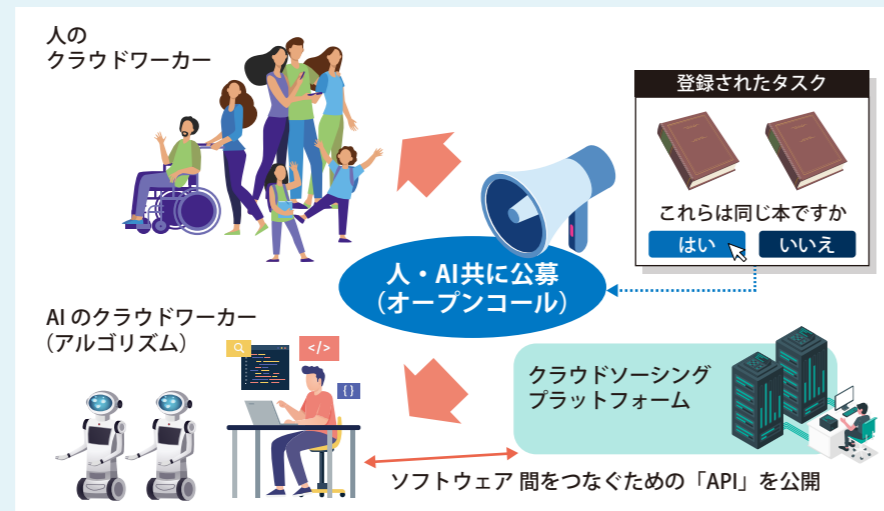 人の
クラウドワーカー
登録されたタスク
これらは同じ本ですか
はい
いいえ
人・AI共に公募
（オープンコール）
AI のクラウドワーカー
（アルゴリズム）
</>
{}
クラウドソーシング
プラットフォーム
ソフトウェア 間をつなぐための「API」を公開